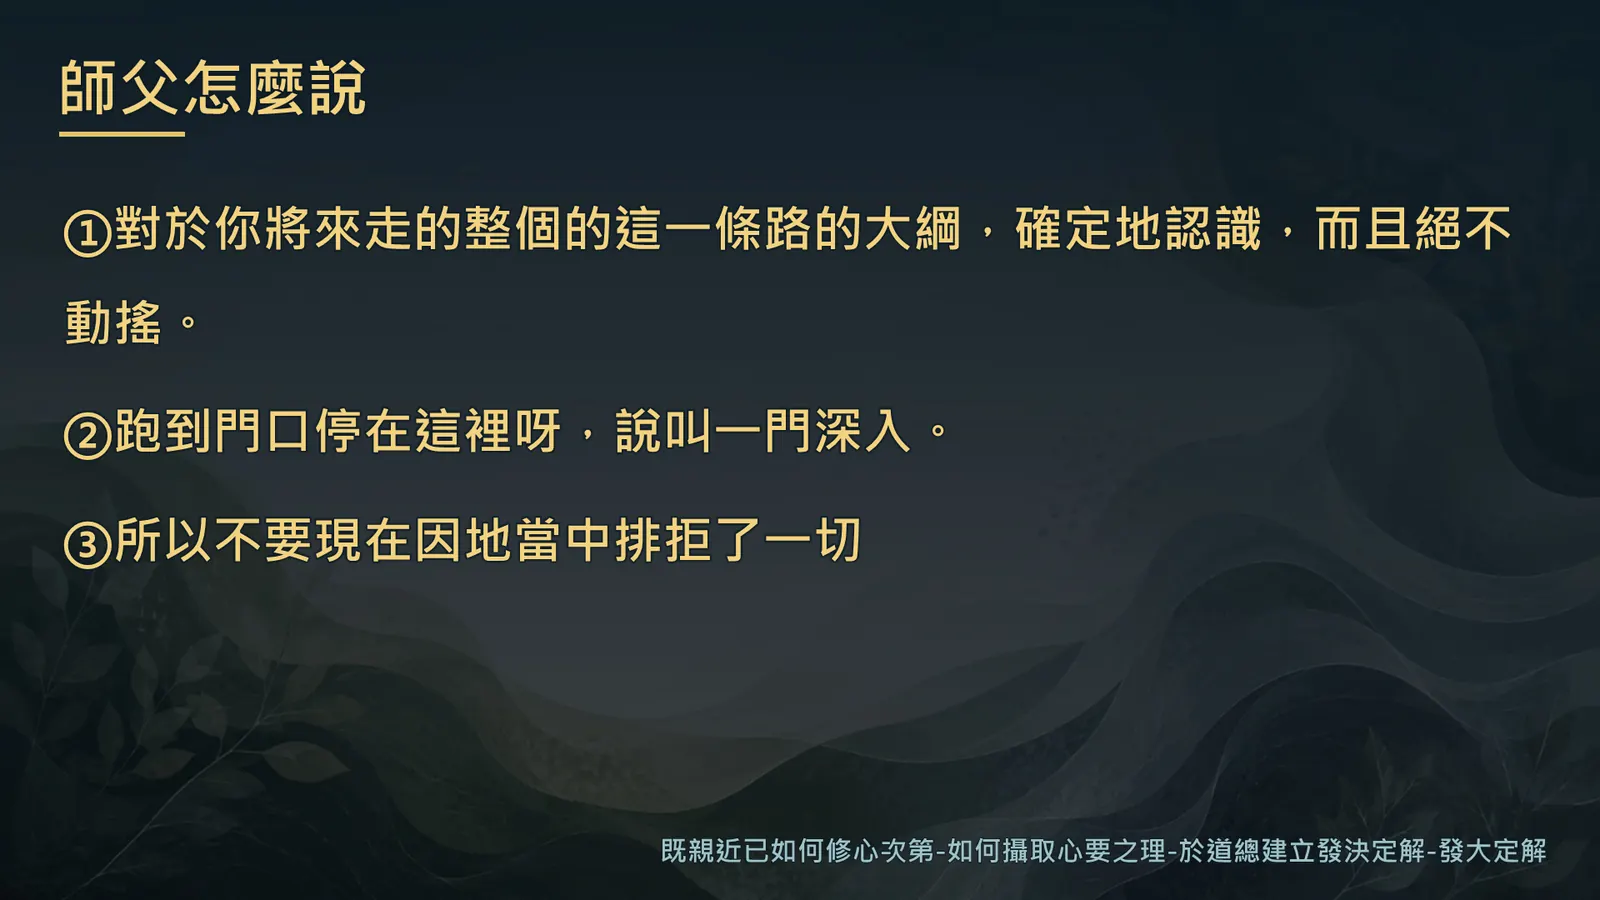 師父怎麼說
①對於你將來走的整個的這一條路的大綱，確定地認識，而且絕不
動搖。
②跑到門口停在這裡呀，說叫一門深入。
③所以不要現在因地當中排拒了一切
既親近已如何修心次第-如何攝取心要之理-於道總建立發決定解-發大定解